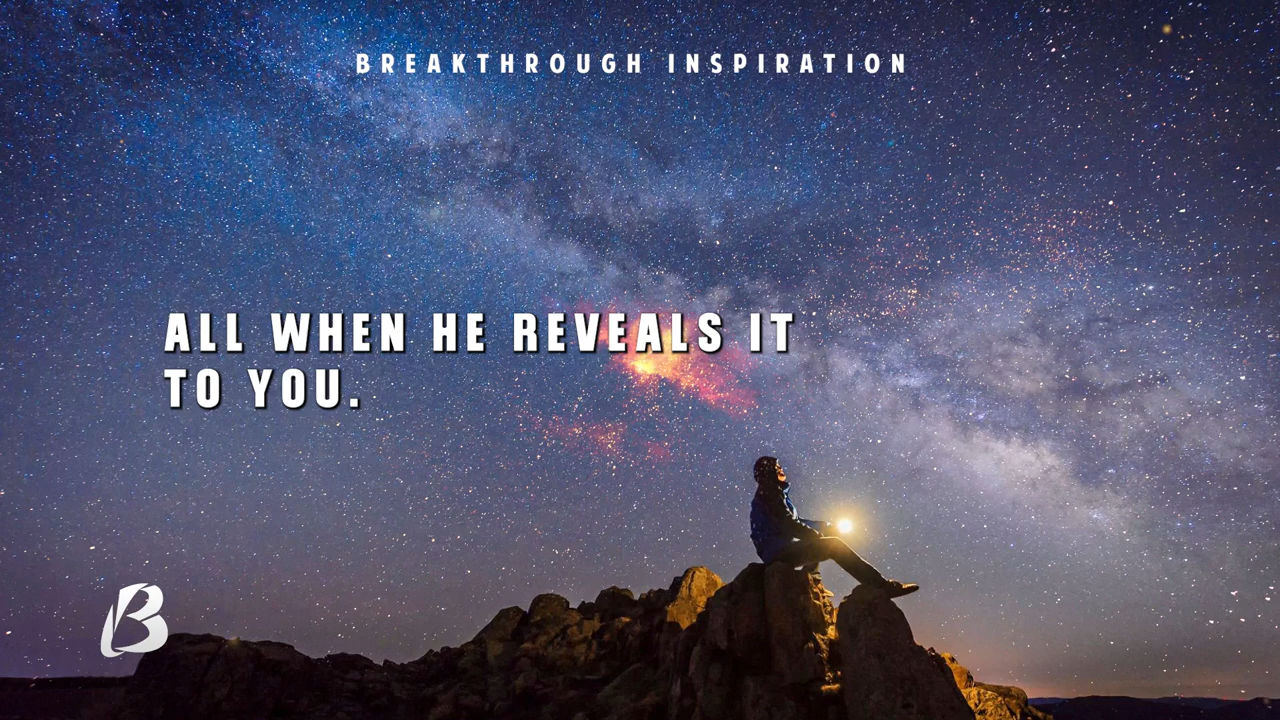 BREAKTHROUGH INSPIRATION
ALL WHEN HE REVEALS IT
TO YOU.
B